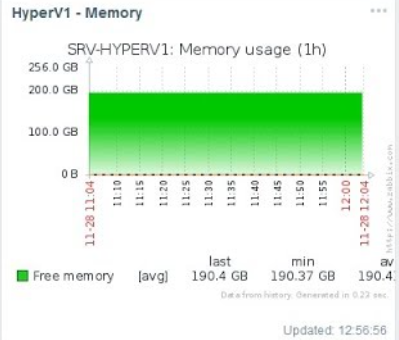 HyperV1 - Memory
SRV-HYPERV1: Memory usage (1h)
256.0 GB
200.0 GB
100.0 GB
0 B
11-28 11:04
11:10
11:15
11:20
11:25
11:30
11:35
11:40
11:45
11:50
11:55
12:00
11-28 12:04
http://www.zabbix.com
last min av
Free memory [avg] 190.4 GB 190.37 GB 190.4
Data from history. Generated in 0.23 sec.
Updated: 12:56:56